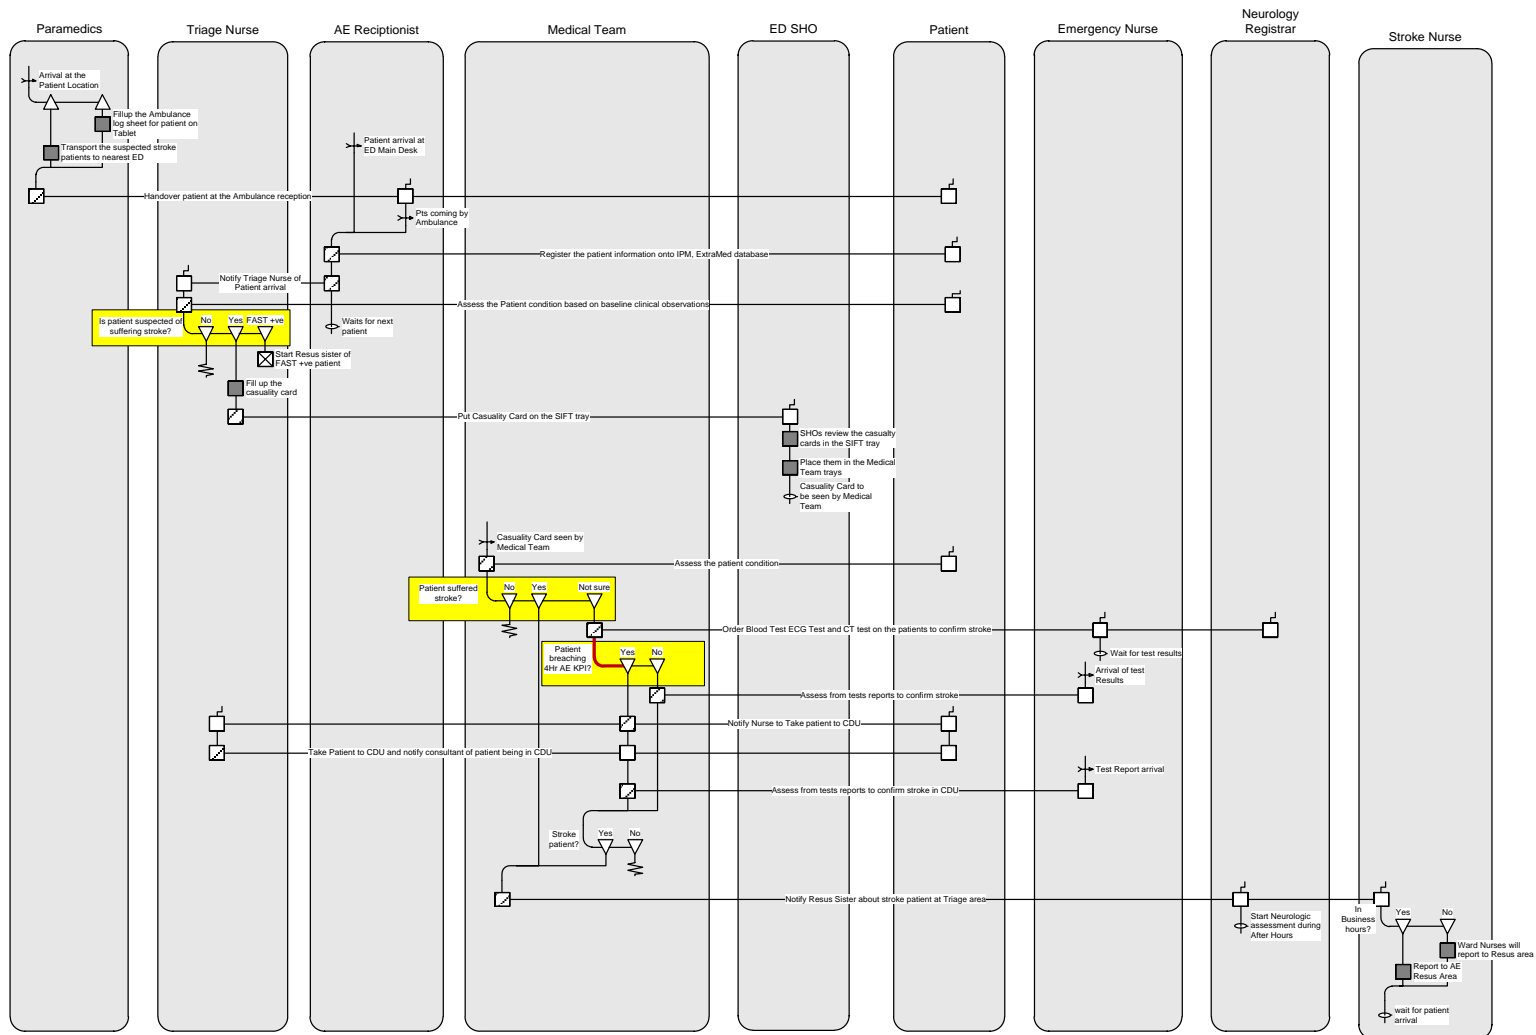 Paramedics
Triage Nurse
AE Reciptionist
Medical Team
ED SHO
Patient
Emergency Nurse
Neurology
Registrar
Stroke Nurse
Arrival at the
Patient Location
Fillup the Ambulance
log sheet for patient on
Tablet
Transport the suspected stroke
patients to nearest ED
Patient arrival at
ED Main Desk
Handover patient at the Ambulance reception
Pts coming by
Ambulance
Register the patient information onto IPM, ExtraMed database
Notify Triage Nurse of
Patient arrival
Assess the Patient condition based on baseline clinical observations
Is patient suspected of
suffering stroke?
No
Yes
FAST +ve
Waits for next
patient
Start Resus sister of
FAST +ve patient
Fill up the
casuality card
Put Casuality Card on the SIFT tray
SHOs review the casualty
cards in the SIFT tray
Place them in the Medical
Team trays
Casuality Card to
be seen by Medical
Team
Casuality Card seen by
Medical Team
Assess the patient condition
Patient suffered
stroke?
No
Yes
Not sure
Order Blood Test ECG Test and CT test on the patients to confirm stroke
Patient
breaching
4Hr AE KPI?
Yes
No
Wait for test results
Arrival of test
Results
Assess from tests reports to confirm stroke
Notify Nurse to Take patient to CDU
Take Patient to CDU and notify consultant of patient being in CDU
Test Report arrival
Assess from tests reports to confirm stroke in CDU
Stroke
patient?
Yes
No
Notify Resus Sister about stroke patient at Triage area
Start Neurologic
assessment during
After Hours
In
Business
hours?
Yes
No
Ward Nurses will
report to Resus area
Report to AE
Resus Area
wait for patient
arrival